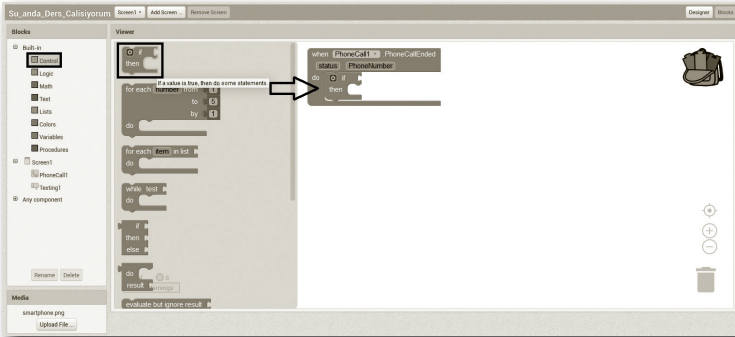 Su_anda_Ders_Calisiyorum Screen1 Add Screen ... Remove Screen Designer Blocks
Blocks
Viewer
Built-in
Control
Logic
Math
Text
Lists
Colors
Variables
Procedures
Screen1
PhoneCall1
Texting1
Any component
Rename Delete
Media
smartphone.png
Upload File ...
if
then
If a value is true, then do some statements
for each number from 1
to 5
by 1
do
for each item in list
do
while test
do
if
then
else
do
result
evaluate but ignore result
when PhoneCall1 .PhoneCallEnded
status PhoneNumber
do if
then